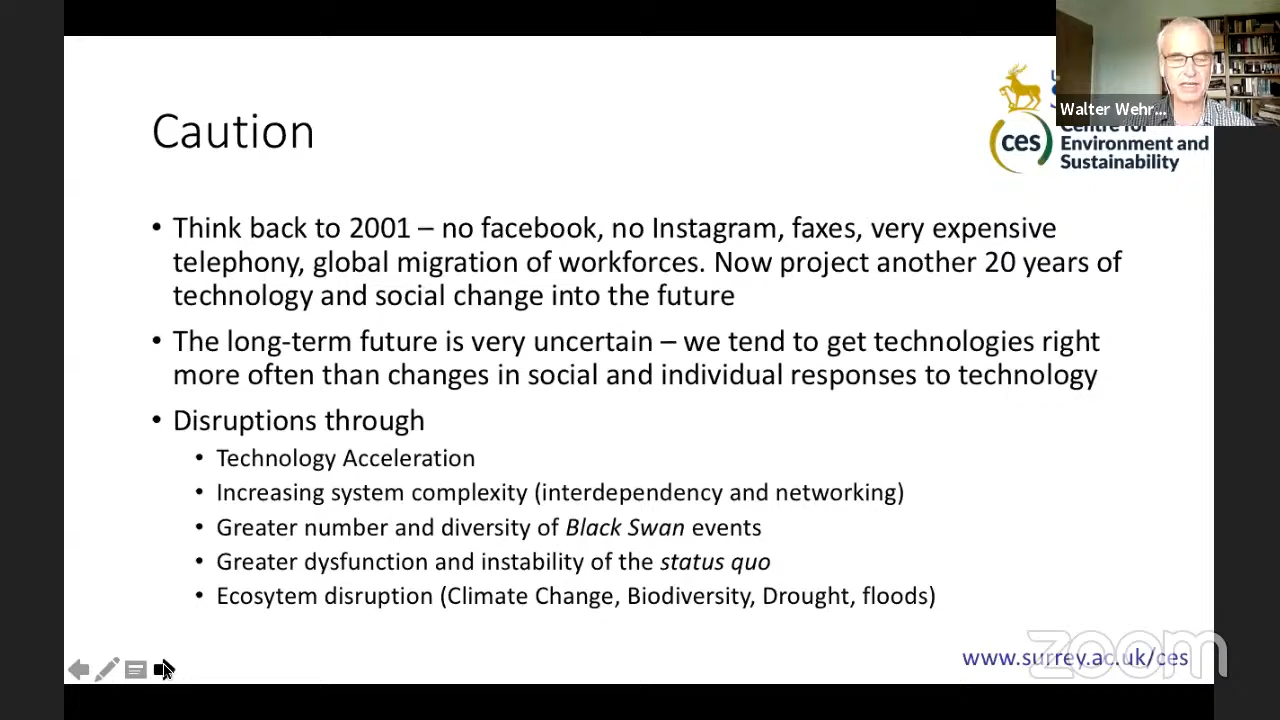 Caution
Walter Wehr...
ces
Centre for
Environment and
Sustainability
• Think back to 2001 – no facebook, no Instagram, faxes, very expensive
telephony, global migration of workforces. Now project another 20 years of
technology and social change into the future
• The long-term future is very uncertain – we tend to get technologies right
more often than changes in social and individual responses to technology
• Disruptions through
• Technology Acceleration
• Increasing system complexity (interdependency and networking)
• Greater number and diversity of Black Swan events
• Greater dysfunction and instability of the status quo
• Ecosytem disruption (Climate Change, Biodiversity, Drought, floods)
www.surrey.ac.uk/ces
zoom